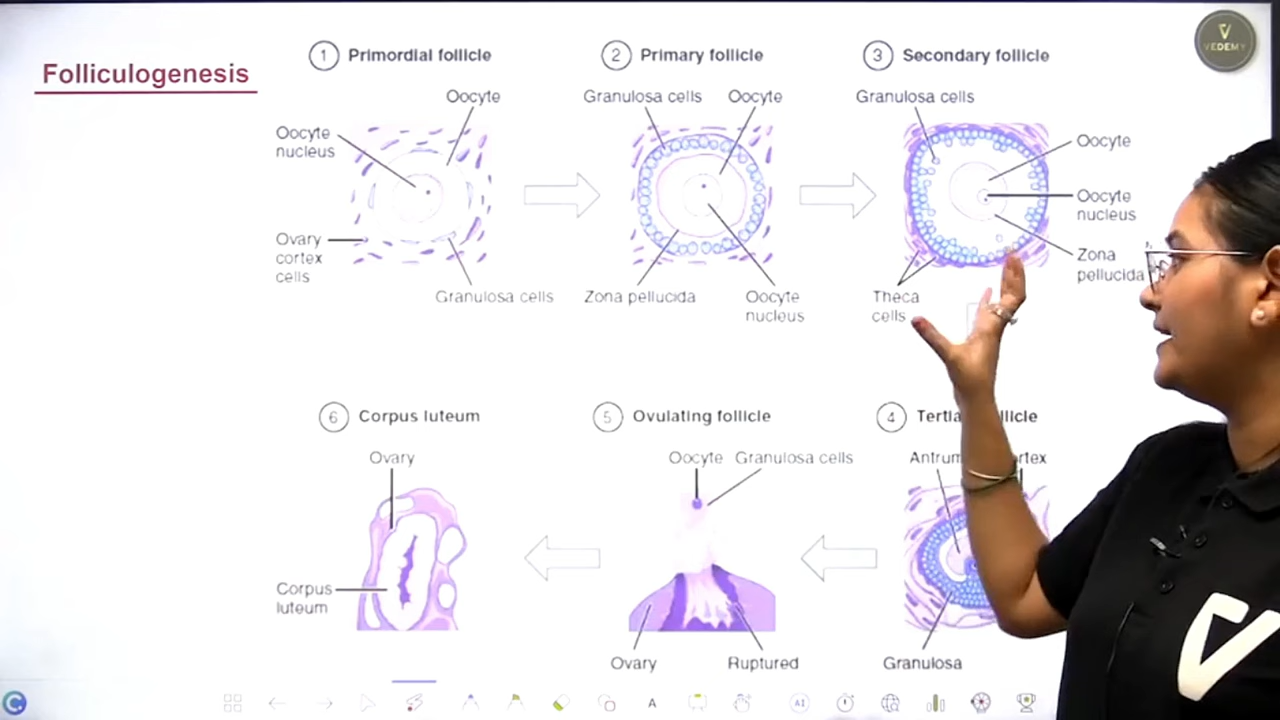 Folliculogenesis
1 Primordial follicle
Oocyte
Oocyte
nucleus
Ovary
cortex
cells
Granulosa cells
2 Primary follicle
Granulosa cells Oocyte
Zona pellucida
Oocyte
nucleus
3 Secondary follicle
Granulosa cells
Oocyte
Oocyte
nucleus
Zona
pellucida
Theca
cells
VEDEMY
6 Corpus luteum
Ovary
Corpus
luteum
5 Ovulating follicle
Oocyte Granulosa cells
Ovary
Ruptured
4
Antrum
Granulosa
A
AI